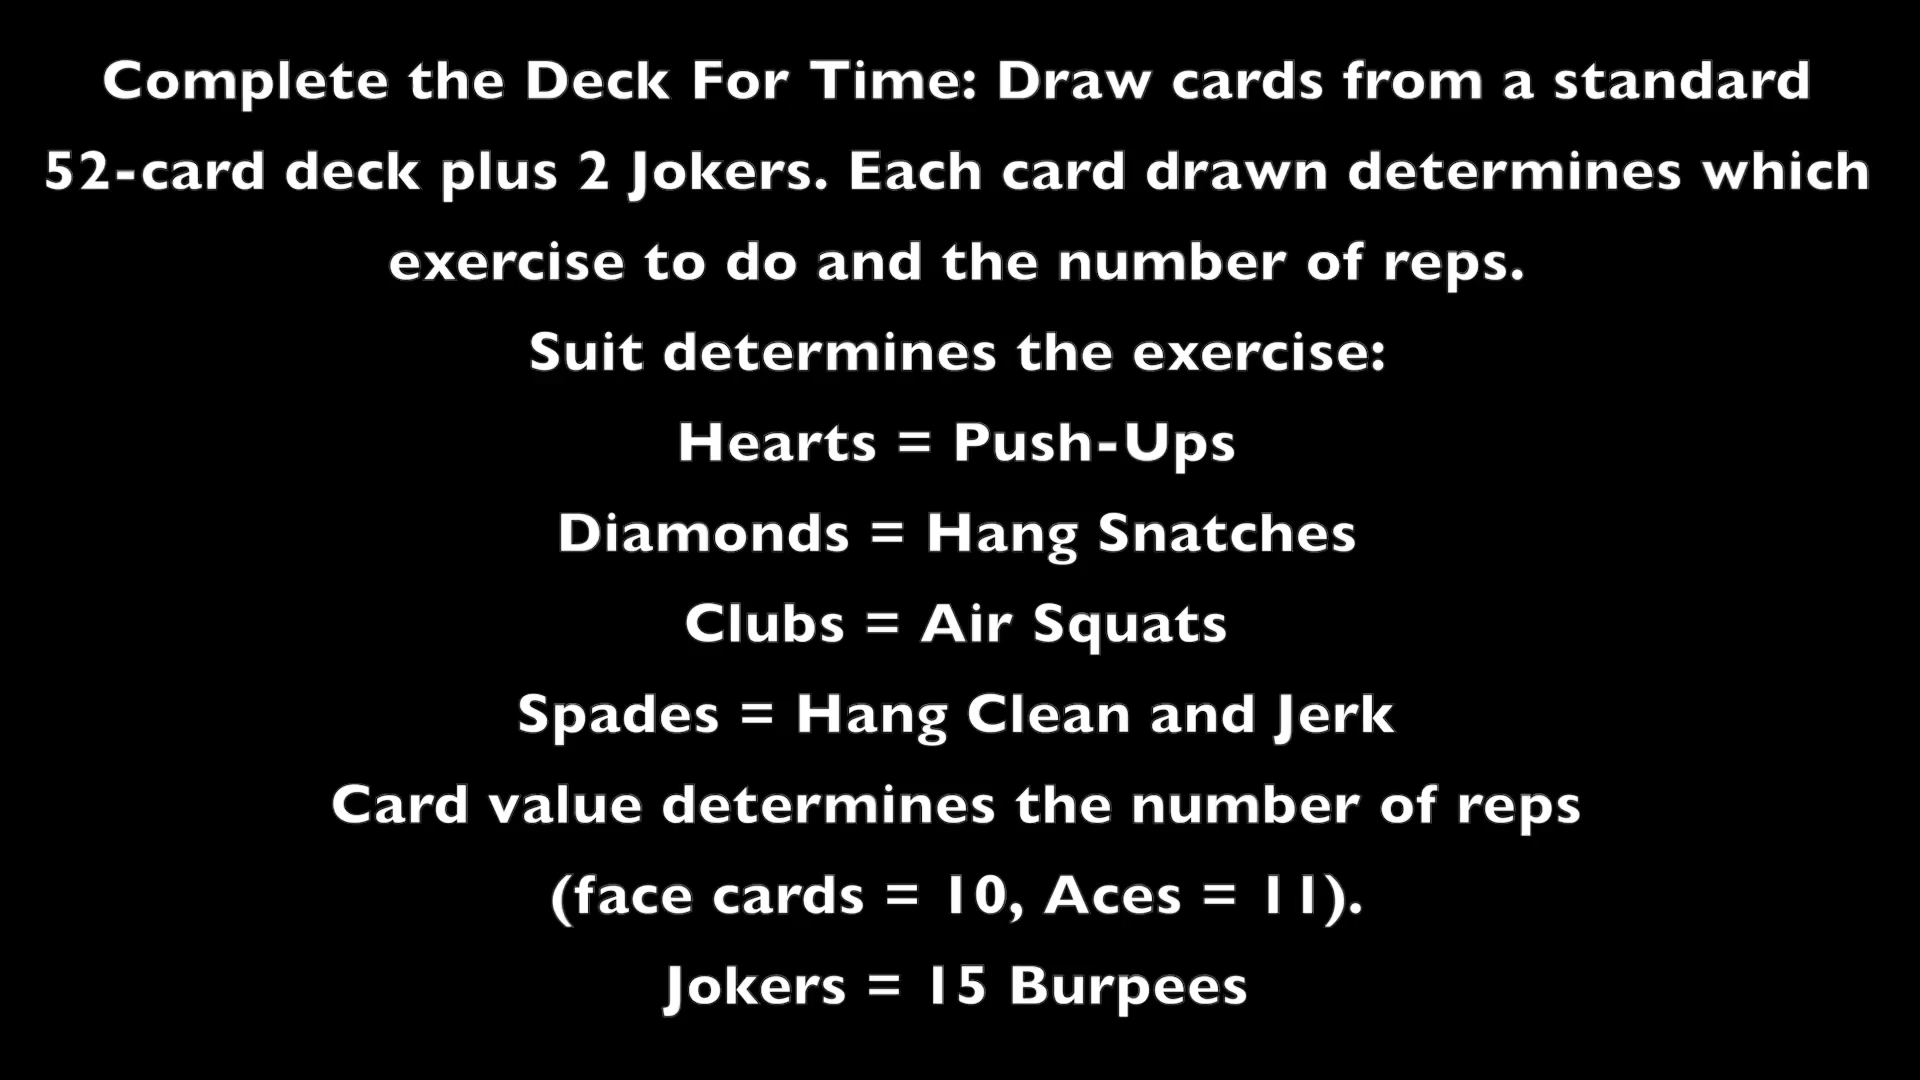 Complete the Deck For Time: Draw cards from a standard
52-card deck plus 2 Jokers. Each card drawn determines which
exercise to do and the number of reps.
Suit determines the exercise:
Hearts = Push-Ups
Diamonds = Hang Snatches
Clubs = Air Squats
Spades = Hang Clean and Jerk
Card value determines the number of reps
(face cards = 10, Aces = 11).
Jokers = 15 Burpees